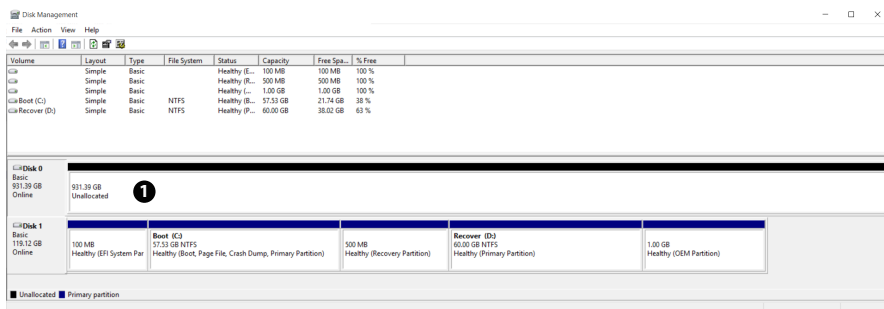 Disk Management
File Action View Help
Volume Layout Type File System Status Capacity Free Spa... % Free
Simple Basic Healthy (E... 100 MB 100 MB 100 %
Simple Basic Healthy (R... 500 MB 500 MB 100 %
Simple Basic Healthy (... 1.00 GB 1.00 GB 100 %
Boot (C:) Simple Basic NTFS Healthy (B... 57.53 GB 21.74 GB 38 %
Recover (D:) Simple Basic NTFS Healthy (P... 60.00 GB 38.02 GB 63 %
Disk 0
Basic
931.39 GB
Online
931.39 GB
Unallocated
1
Disk 1
Basic
119.12 GB
Online
100 MB
Healthy (EFI System Par
Boot (C:)
57.53 GB NTFS
Healthy (Boot, Page File, Crash Dump, Primary Partition)
500 MB
Healthy (Recovery Partition)
Recover (D:)
60.00 GB NTFS
Healthy (Primary Partition)
1.00 GB
Healthy (OEM Partition)
Unallocated Primary partition